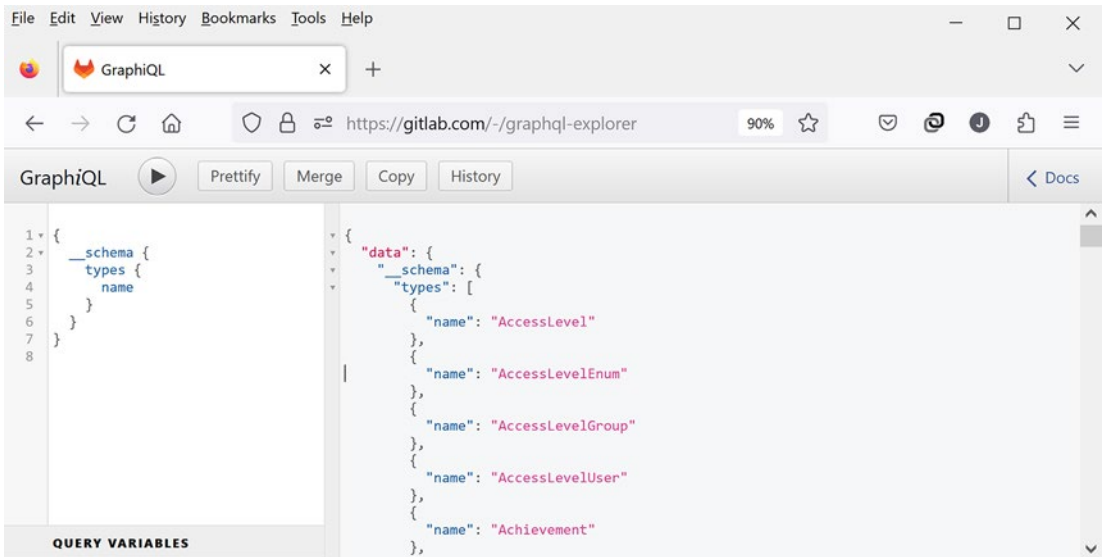 File Edit View History Bookmarks Tools Help
GraphiQL
https://gitlab.com/-/graphql-explorer 90% J
GraphiQL Prettify Merge Copy History Docs
1 {
2 __schema {
3 types {
4 name
5 }
6 }
7 }
8
{
"data": {
"__schema": {
"types": [
{
"name": "AccessLevel"
},
{
"name": "AccessLevelEnum"
},
{
"name": "AccessLevelGroup"
},
{
"name": "AccessLevelUser"
},
{
"name": "Achievement"
},
QUERY VARIABLES